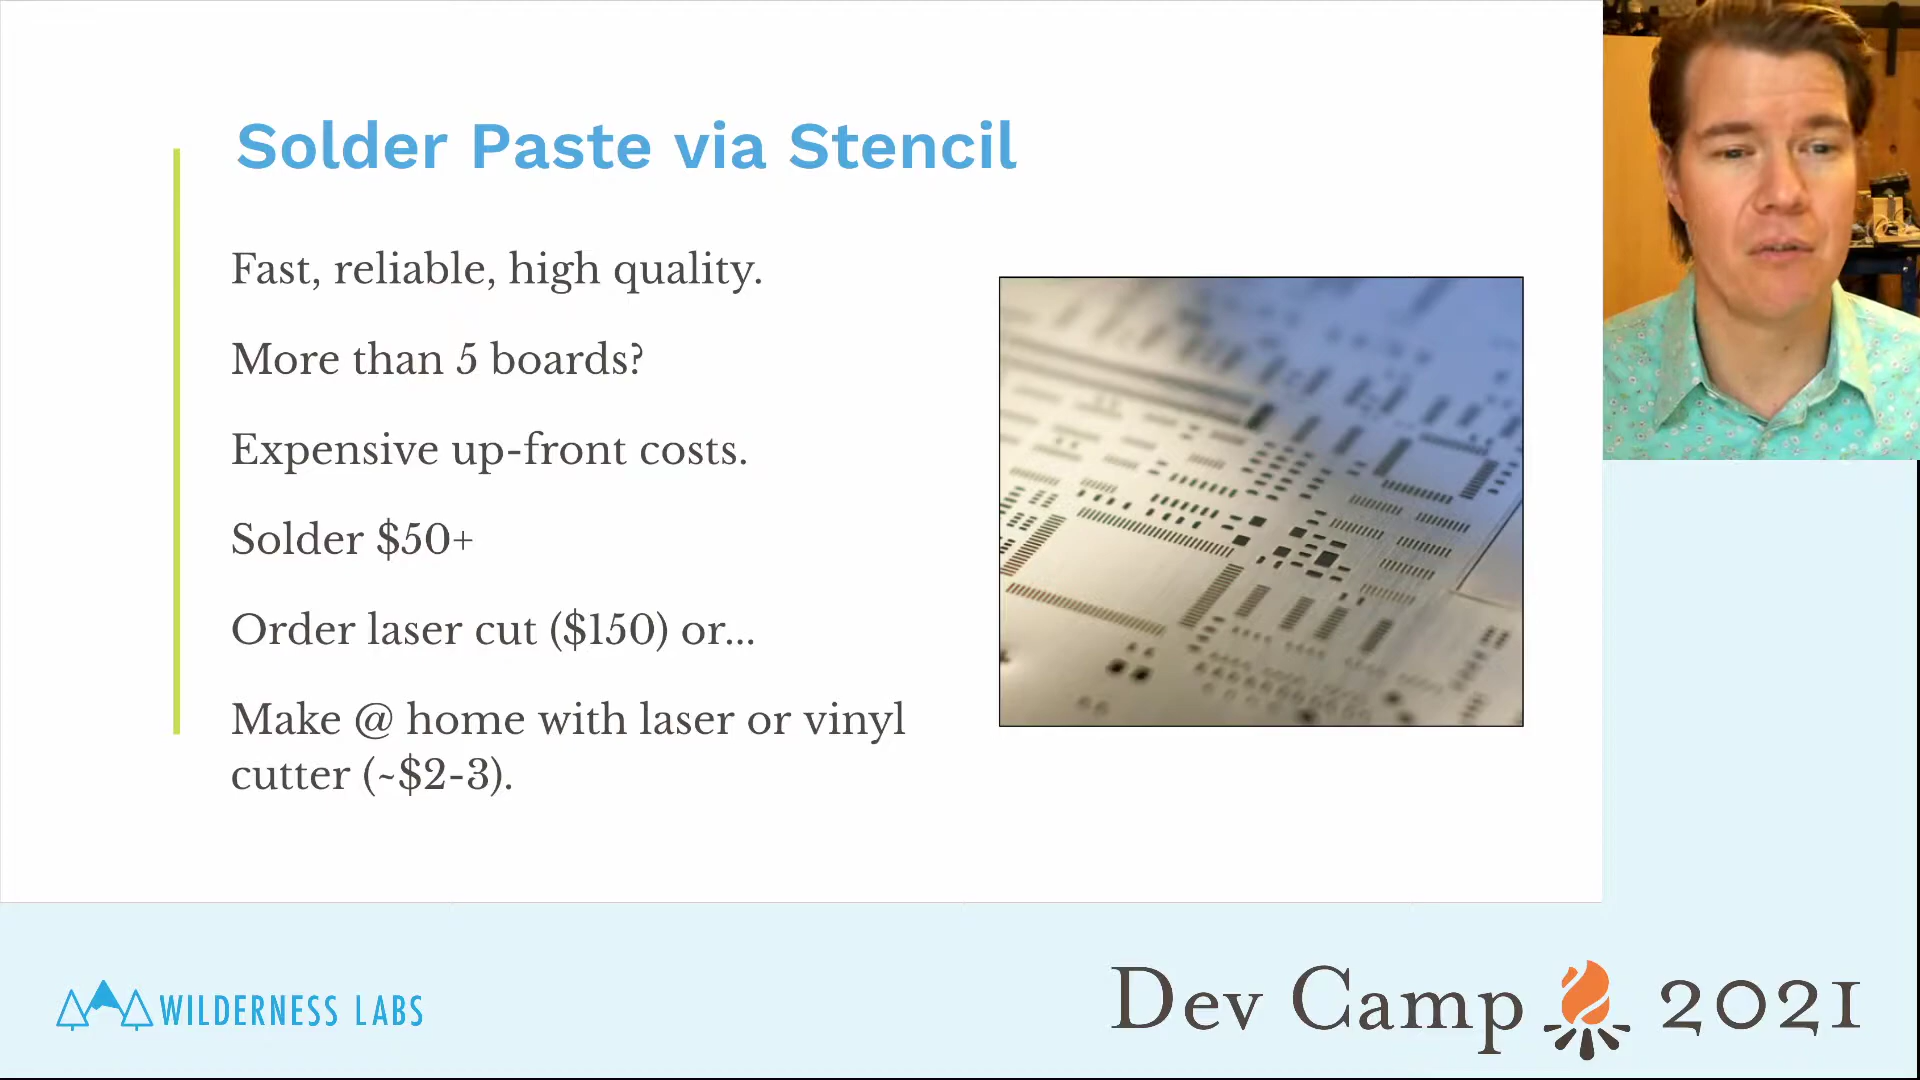 Solder Paste via Stencil
Fast, reliable, high quality.
More than 5 boards?
Expensive up-front costs.
Solder $50+
Order laser cut ($150) or...
Make @ home with laser or vinyl
cutter (~$2-3).
WILDERNESS LABS
Dev Camp 2021